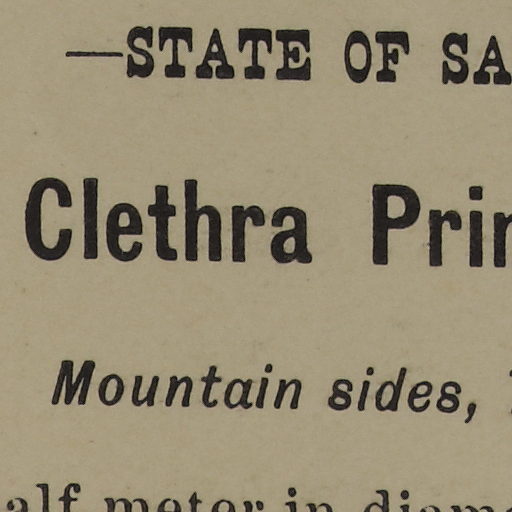 —STATE OF SA
Clethra Prin
Mountain sides,
alf meter in diame